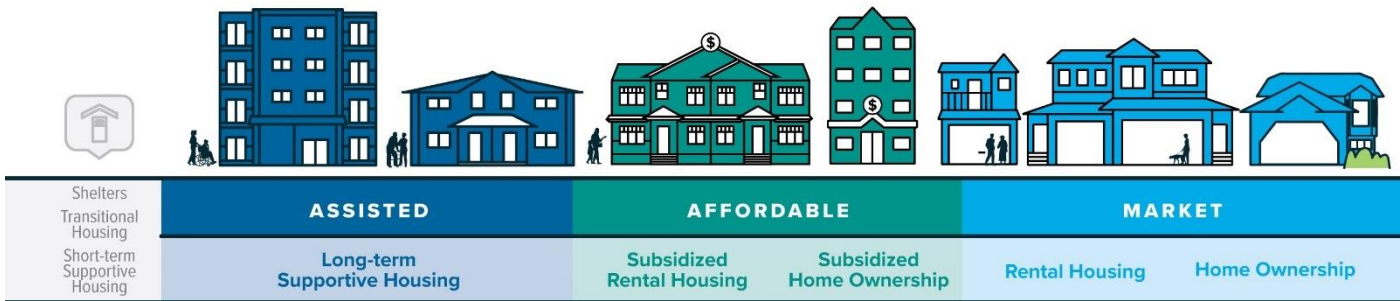 $
$
Shelters
Transitional
Housing
Short-term
Supportive
Housing
ASSISTED
AFFORDABLE
MARKET
Long-term
Supportive Housing
Subsidized
Rental Housing
Subsidized
Home Ownership
Rental Housing
Home Ownership